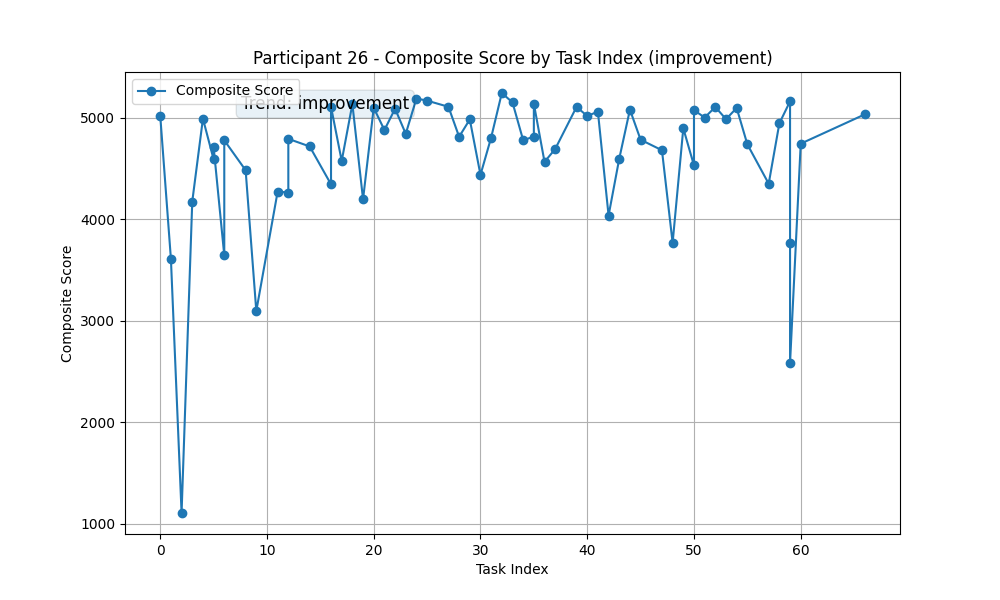 Participant 26 - Composite Score by Task Index (improvement)
Composite Score
Trend: improvement
5000
4000
3000
2000
1000
Composite Score
0 10 20 30 40 50 60
Task Index